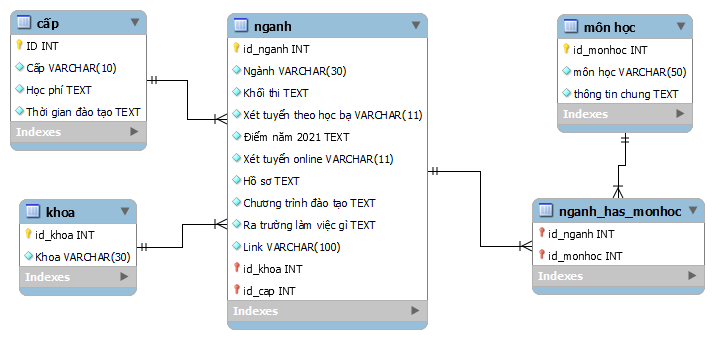 cấp
ID INT
Cấp VARCHAR(10)
Học phí TEXT
Thời gian đào tạo TEXT
Indexes
khoa
id_khoa INT
Khoa VARCHAR(30)
Indexes
nganh
id_nganh INT
Ngành VARCHAR(30)
Khối thi TEXT
Xét tuyển theo học bạ VARCHAR(11)
Điểm năm 2021 TEXT
Xét tuyển online VARCHAR(11)
Hồ sơ TEXT
Chương trình đào tạo TEXT
Ra trường làm việc gì TEXT
Link VARCHAR(100)
id_khoa INT
id_cap INT
Indexes
môn học
id_monhoc INT
môn học VARCHAR(50)
thông tin chung TEXT
Indexes
nganh_has_monhoc
id_nganh INT
id_monhoc INT
Indexes